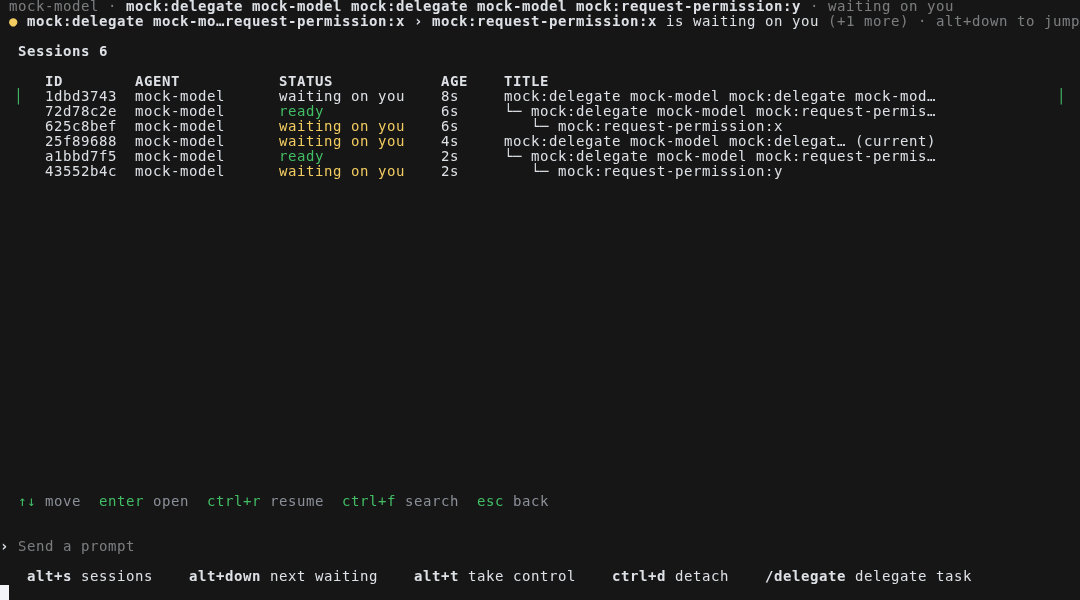 mock-model · mock:delegate mock-model mock:delegate mock-model mock:request-permission:y · waiting on you
● mock:delegate mock-mo…request-permission:x › mock:request-permission:x is waiting on you (+1 more) · alt+down to jump
Sessions 6
ID AGENT STATUS AGE TITLE
│ 1dbd3743 mock-model waiting on you 8s mock:delegate mock-model mock:delegate mock-mod… │
72d78c2e mock-model ready 6s └─ mock:delegate mock-model mock:request-permis…
625c8bef mock-model waiting on you 6s └─ mock:request-permission:x
25f89688 mock-model waiting on you 4s mock:delegate mock-model mock:delegat… (current)
a1bbd7f5 mock-model ready 2s └─ mock:delegate mock-model mock:request-permis…
43552b4c mock-model waiting on you 2s └─ mock:request-permission:y
↑↓ move enter open ctrl+r resume ctrl+f search esc back
› Send a prompt
alt+s sessions alt+down next waiting alt+t take control ctrl+d detach /delegate delegate task